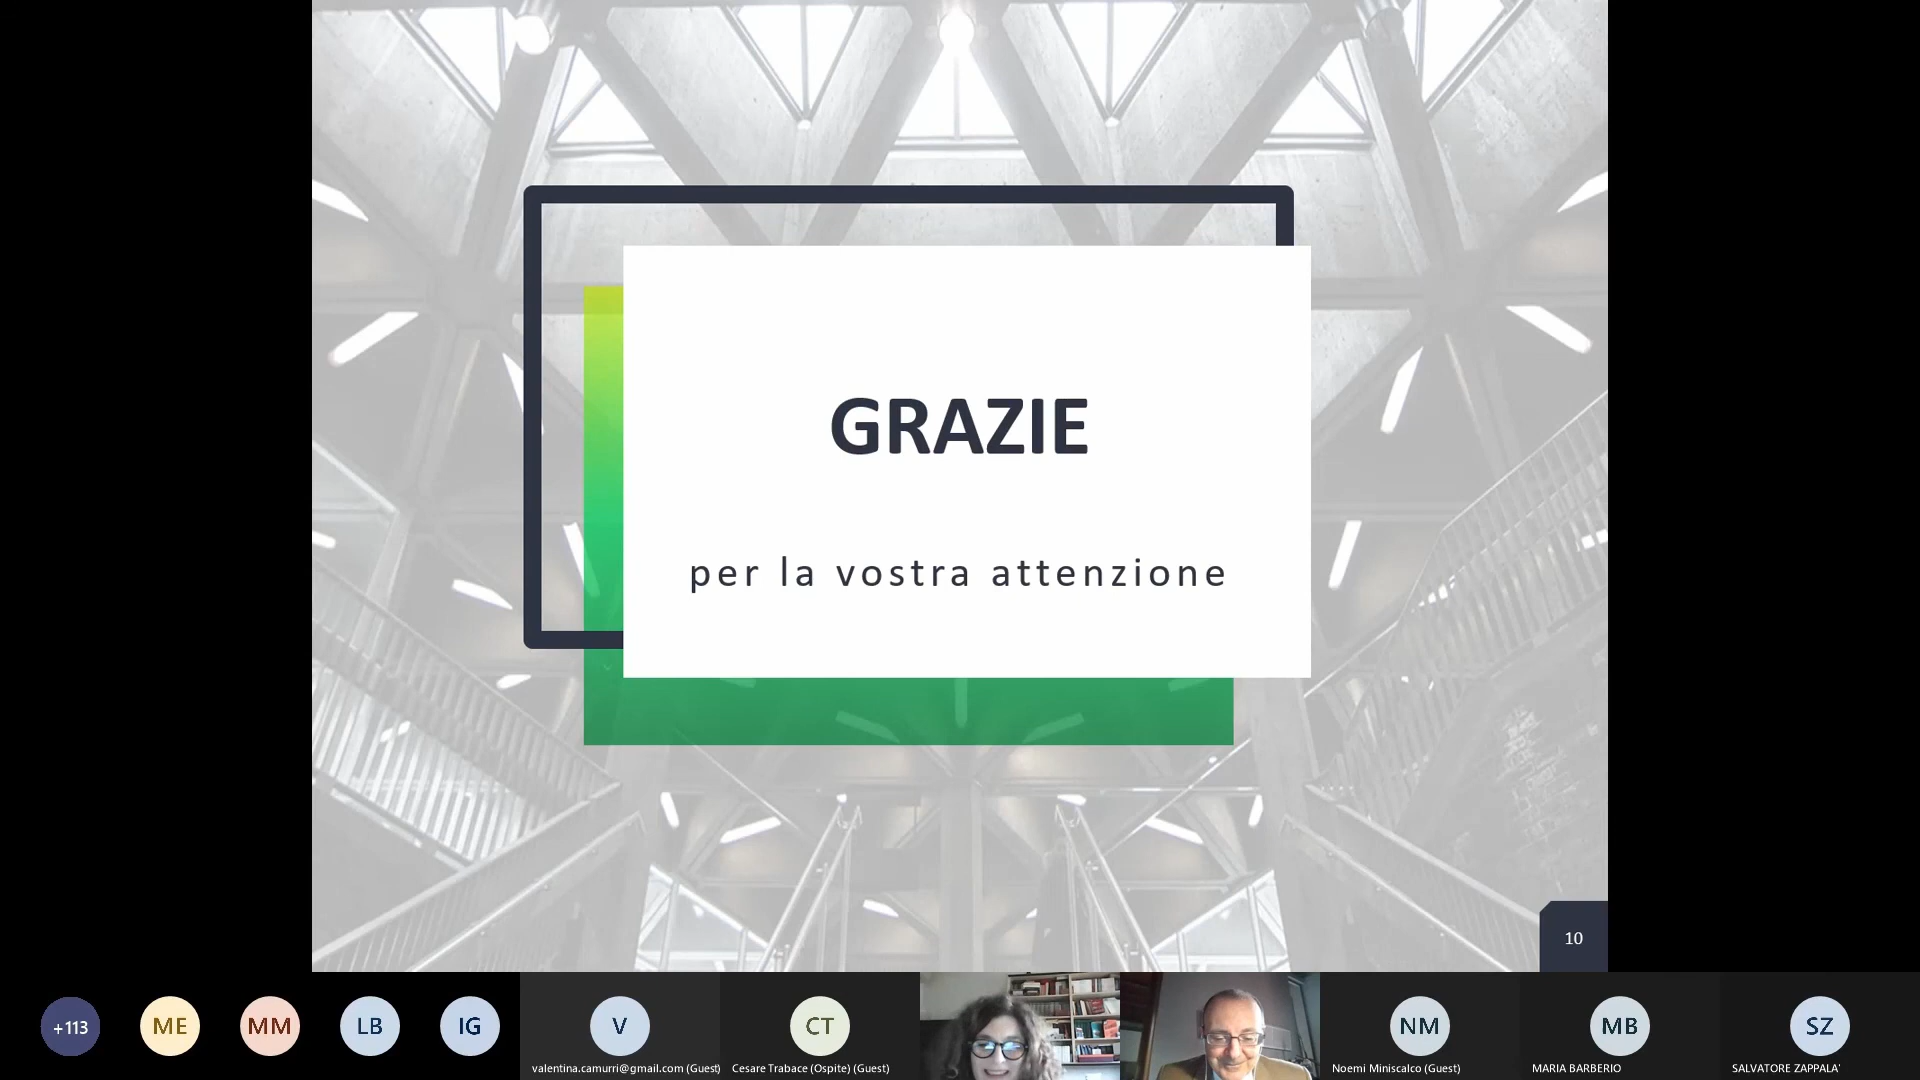 GRAZIE
per la vostra attenzione
10
+113
ME
MM
LB
IG
V
CT
NM
MB
SZ
valentina.camurri@gmail.com (Guest)
Cesare Trabace (Ospite) (Guest)
Noemi Miniscalco (Guest)
MARIA BARBERIO
SALVATORE ZAPPALA'